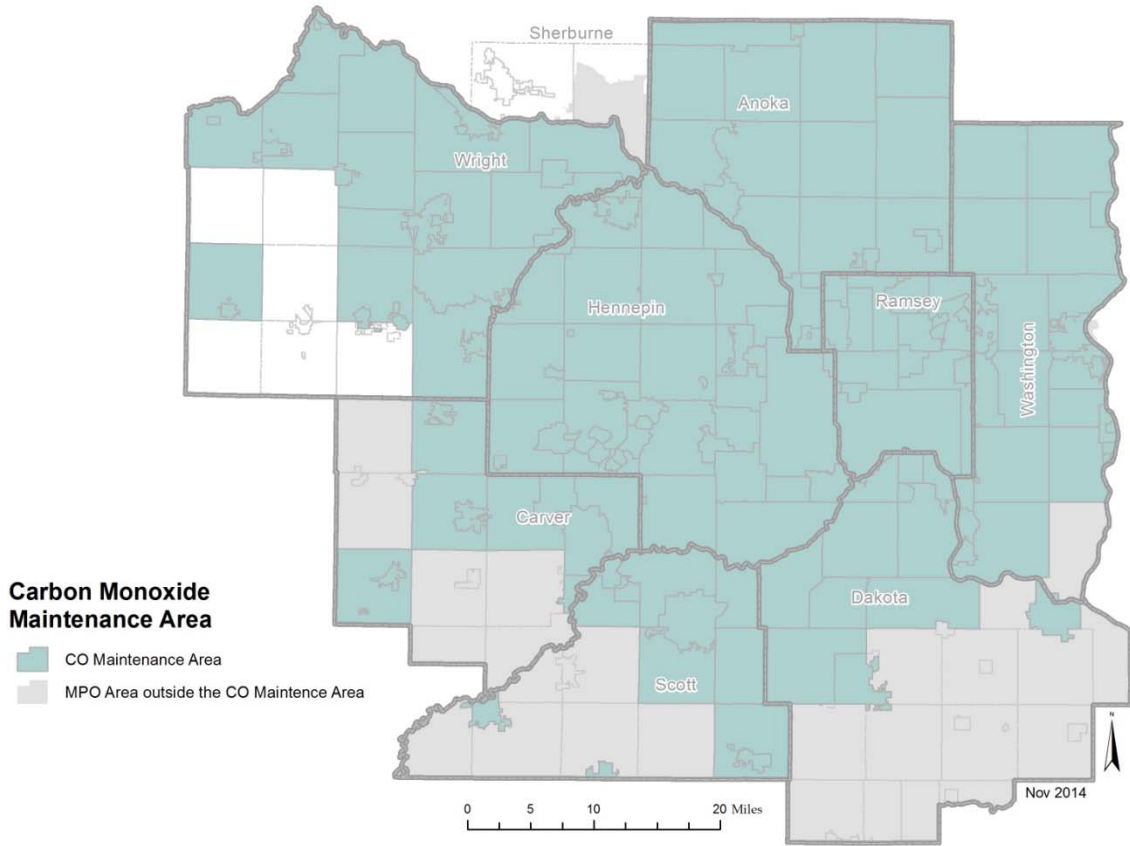 Sherburne
Anoka
Wright
Hennepin
Ramsey
Washington
Carver
Dakota
Scott
Carbon Monoxide
Maintenance Area
CO Maintenance Area
MPO Area outside the CO Maintence Area
N
Nov 2014
0 5 10 20 Miles